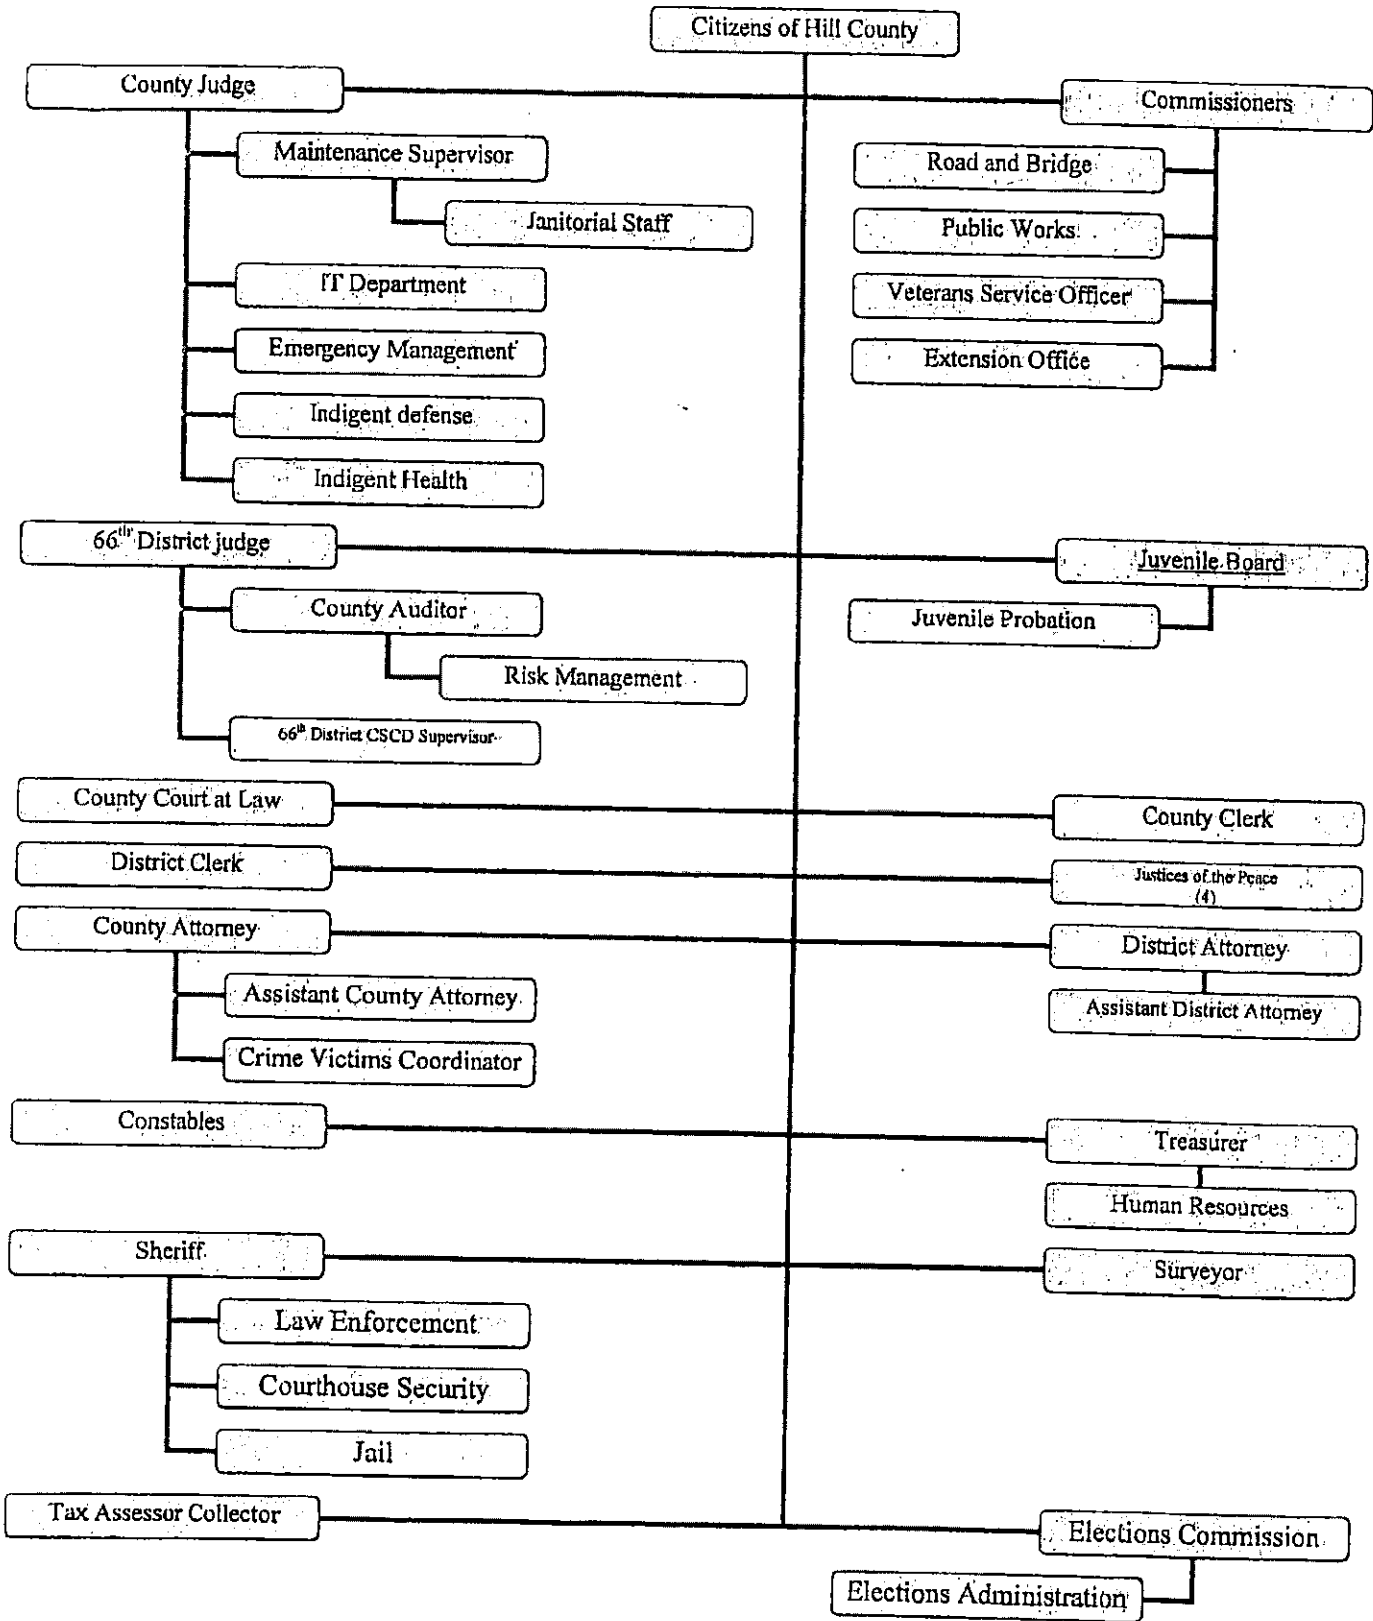 Citizens of Hill County
County Judge
Commissioners
Maintenance Supervisor
Road and Bridge
Janitorial Staff
Public Works
IT Department
Veterans Service Officer
Emergency Management
Extension Office
Indigent defense
Indigent Health
66th District judge
Juvenile Board
County Auditor
Juvenile Probation
Risk Management
66th District CSCD Supervisor
County Court at Law
County Clerk
District Clerk
Justices of the Peace
(4)
County Attorney
District Attorney
Assistant County Attorney
Assistant District Attorney
Crime Victims Coordinator
Constables
Treasurer
Human Resources
Sheriff
Surveyor
Law Enforcement
Courthouse Security
Jail
Tax Assessor Collector
Elections Commission
Elections Administration